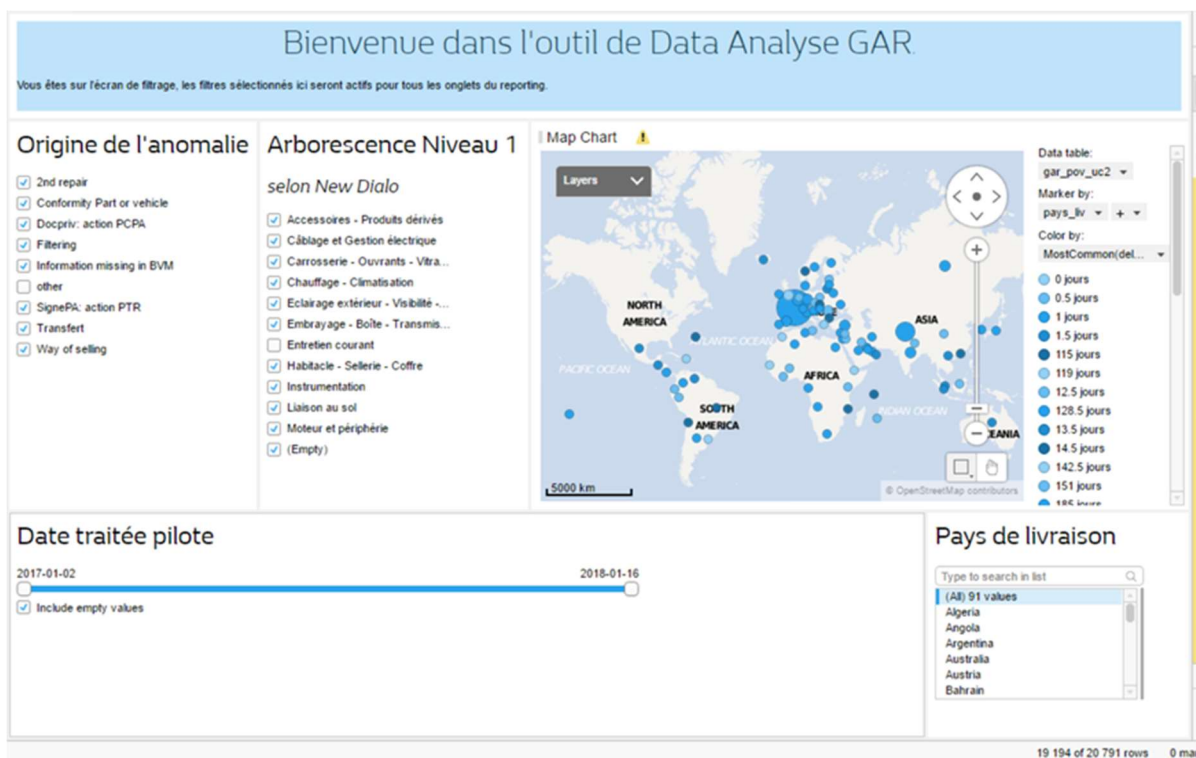 Bienvenue dans l'outil de Data Analyse GAR.
Vous êtes sur l'écran de filtrage, les filtres sélectionnés ici seront actifs pour tous les onglets du reporting.
Origine de l'anomalie
2nd repair
Conformity Part or vehicle
Docpriv: action PCPA
Filtering
Information missing in BVM
other
SignePA: action PTR
Transfert
Way of selling
Arborescence Niveau 1
selon New Dialo
Accessoires - Produits dérivés
Câblage et Gestion électrique
Carrosserie - Ouvrants - Vitra...
Chauffage - Climatisation
Eclairage extérieur - Visibilité -...
Embrayage - Boîte - Transmis...
Entretien courant
Habitacle - Sellerie - Coffre
Instrumentation
Liaison au sol
Moteur et périphérie
(Empty)
Map Chart
Layers
NORTH
AMERICA
ASIA
LANTIC OCEAN
PACIFIC OCEAN
AFRICA
SOUTH
AMERICA
INDIAN OCEAN
EANIA
5000 km
© OpenStreetMap contributors
Data table:
gar_pov_uc2
Marker by:
pays_liv
+
Color by:
MostCommon(del...
0 jours
0.5 jours
1 jours
1.5 jours
115 jours
119 jours
12.5 jours
128.5 jours
13.5 jours
14.5 jours
142.5 jours
151 jours
185 jours
Date traitée pilote
2017-01-02 2018-01-16
Include empty values
Pays de livraison
Type to search in list
(All) 91 values
Algeria
Angola
Argentina
Australia
Austria
Bahrain
19 194 of 20 791 rows 0 mar